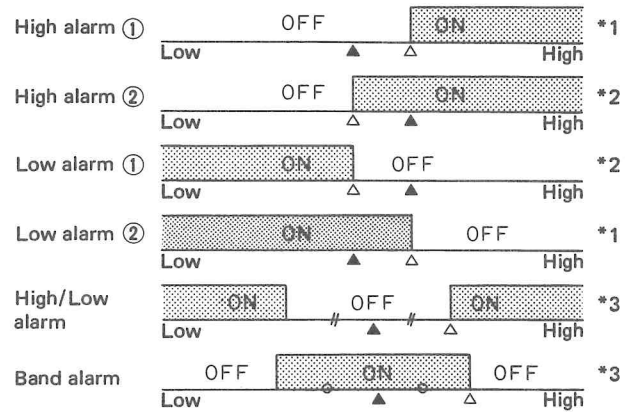 High alarm ① OFF ON *1
Low High
High alarm ② OFF ON *2
Low High
Low alarm ① ON OFF *2
Low High
Low alarm ② ON OFF *1
Low High
High/Low alarm ON OFF ON *3
Low High
Band alarm OFF ON OFF *3
Low High